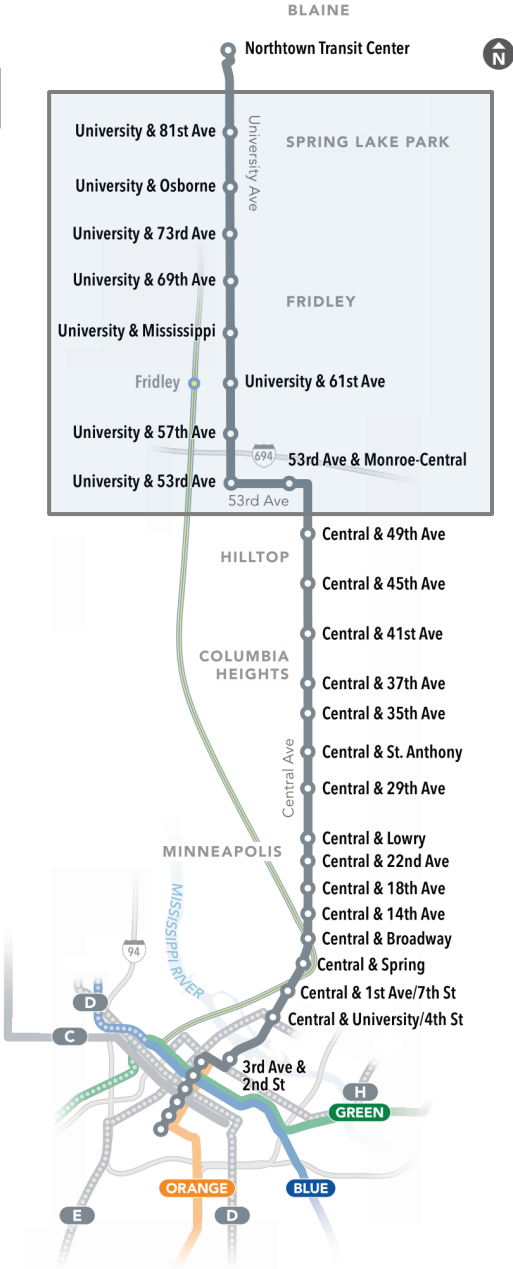 BLAINE
Northtown Transit Center
N
University & 81st Ave
University Ave
SPRING LAKE PARK
University & Osborne
University & 73rd Ave
University & 69th Ave
FRIDLEY
University & Mississippi
Fridley
University & 61st Ave
University & 57th Ave
694
53rd Ave & Monroe-Central
University & 53rd Ave
53rd Ave
Central & 49th Ave
HILLTOP
Central & 45th Ave
Central & 41st Ave
COLUMBIA
HEIGHTS
Central & 37th Ave
Central & 35th Ave
Central Ave
Central & St. Anthony
Central & 29th Ave
Central & Lowry
MINNEAPOLIS
Central & 22nd Ave
Central & 18th Ave
Central & 14th Ave
MISSISSIPPI RIVER
Central & Broadway
94
Central & Spring
Central & 1st Ave/7th St
D
Central & University/4th St
C
3rd Ave &
2nd St
H
GREEN
ORANGE
BLUE
E
D